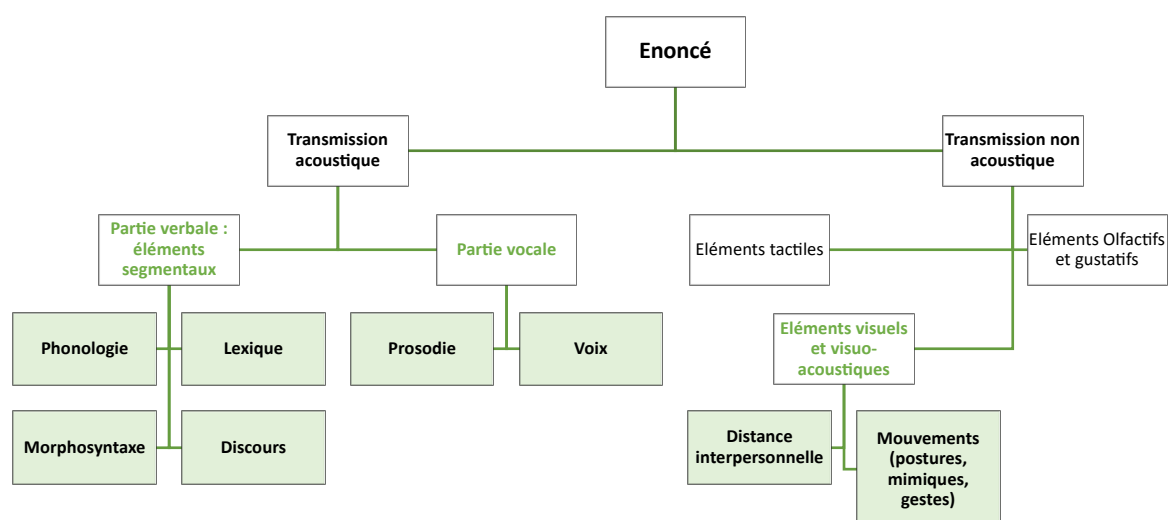 Enoncé
Transmission
acoustique
Transmission non
acoustique
Partie verbale :
éléments
segmentaux
Partie vocale
Eléments tactiles
Eléments Olfactifs
et gustatifs
Phonologie
Lexique
Prosodie
Voix
Eléments visuels
et visuo-
acoustiques
Morphosyntaxe
Discours
Distance
interpersonnelle
Mouvements
(postures,
mimiques,
gestes)